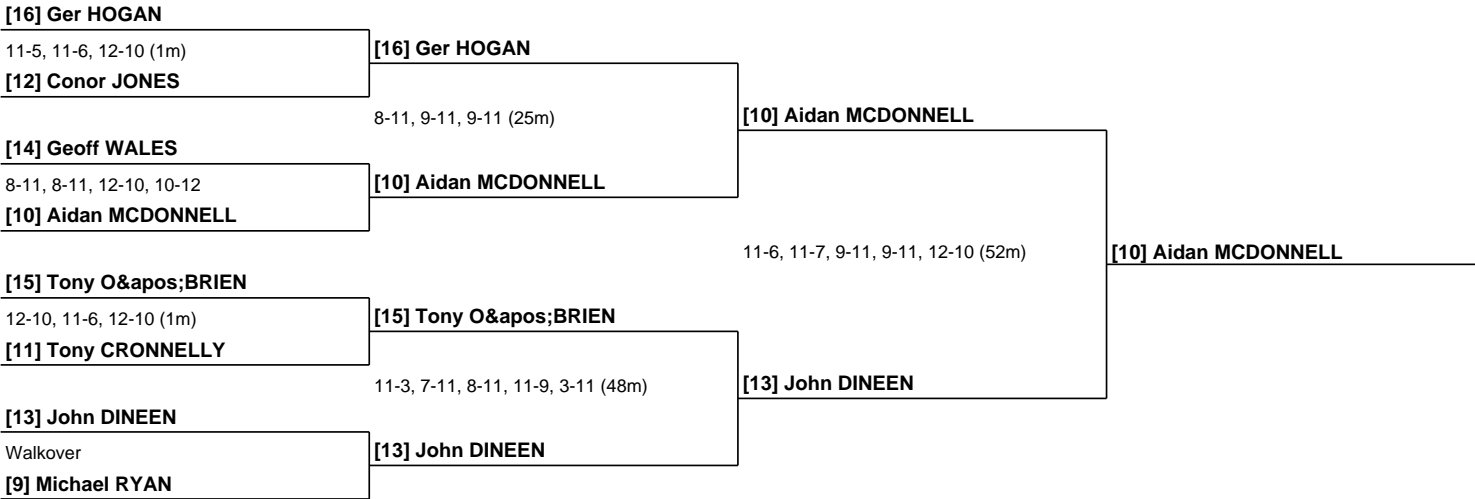 [16] Ger HOGAN
11-5, 11-6, 12-10 (1m)
[12] Conor JONES
[14] Geoff WALES
8-11, 8-11, 12-10, 10-12
[10] Aidan MCDONNELL
[15] Tony O&apos;BRIEN
12-10, 11-6, 12-10 (1m)
[11] Tony CRONNELLY
[13] John DINEEN
Walkover
[9] Michael RYAN
[16] Ger HOGAN
8-11, 9-11, 9-11 (25m)
[10] Aidan MCDONNELL
[15] Tony O&apos;BRIEN
11-3, 7-11, 8-11, 11-9, 3-11 (48m)
[13] John DINEEN
[10] Aidan MCDONNELL
11-6, 11-7, 9-11, 9-11, 12-10 (52m)
[13] John DINEEN
[10] Aidan MCDONNELL